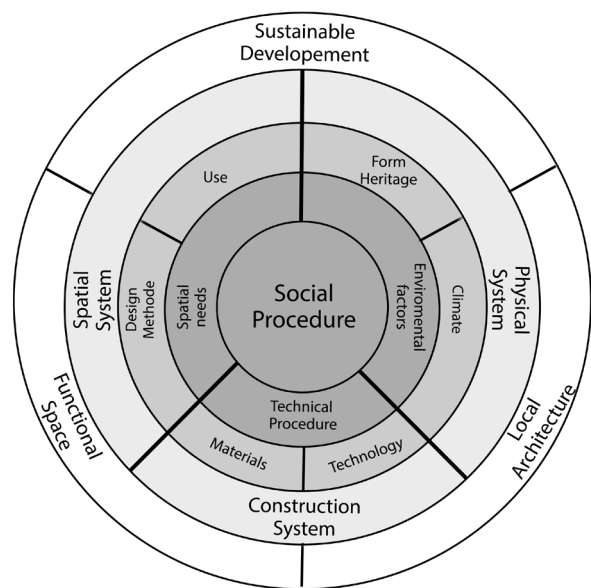 Sustainable
Developement
Form
Heritage
Use
Spatial System
Design
Methode
Spatial
needs
Social
Procedure
Enviromental
factors
Climate
Physical
System
Technical
Procedure
Materials
Technology
Functional
Space
Local
Architecture
Construction
System